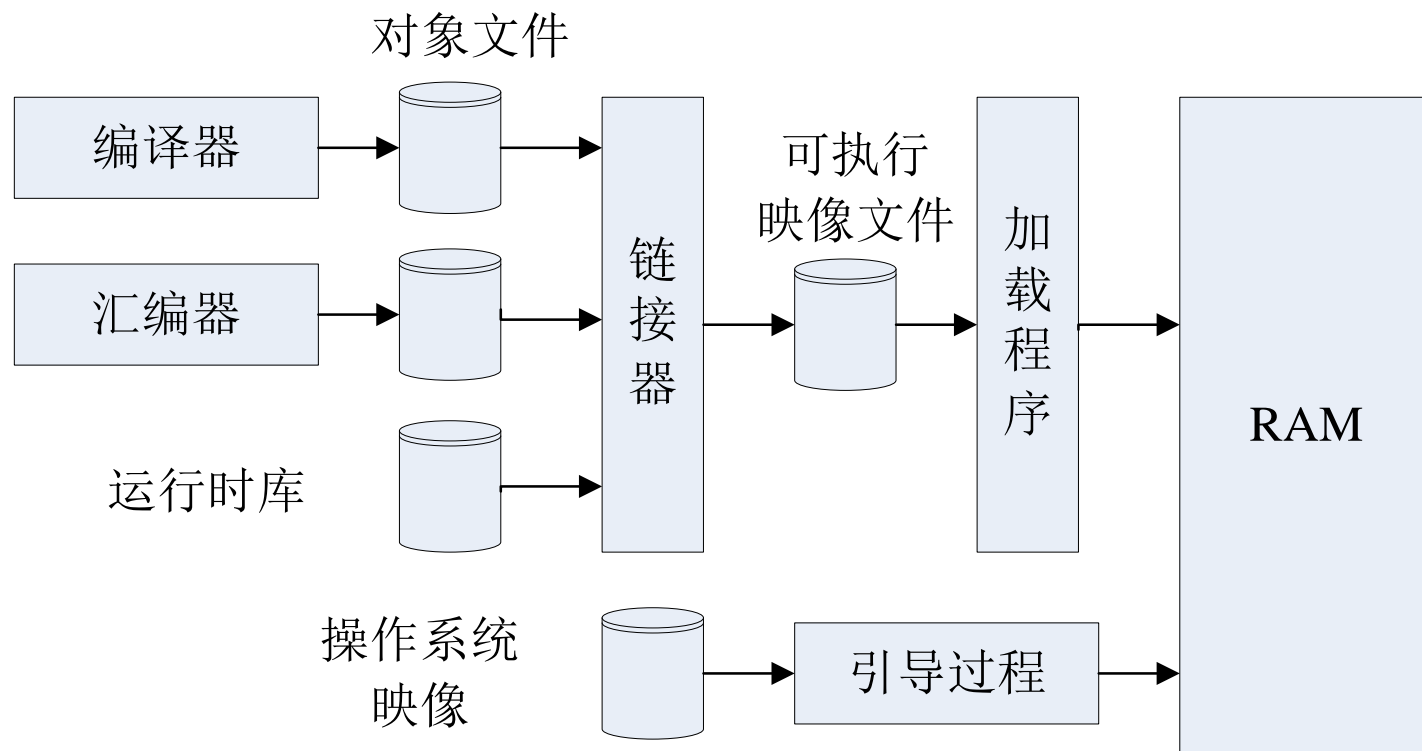 对象文件
编译器
汇编器
运行时库
链接器
可执行
映像文件
加载程序
RAM
操作系统
映像
引导过程